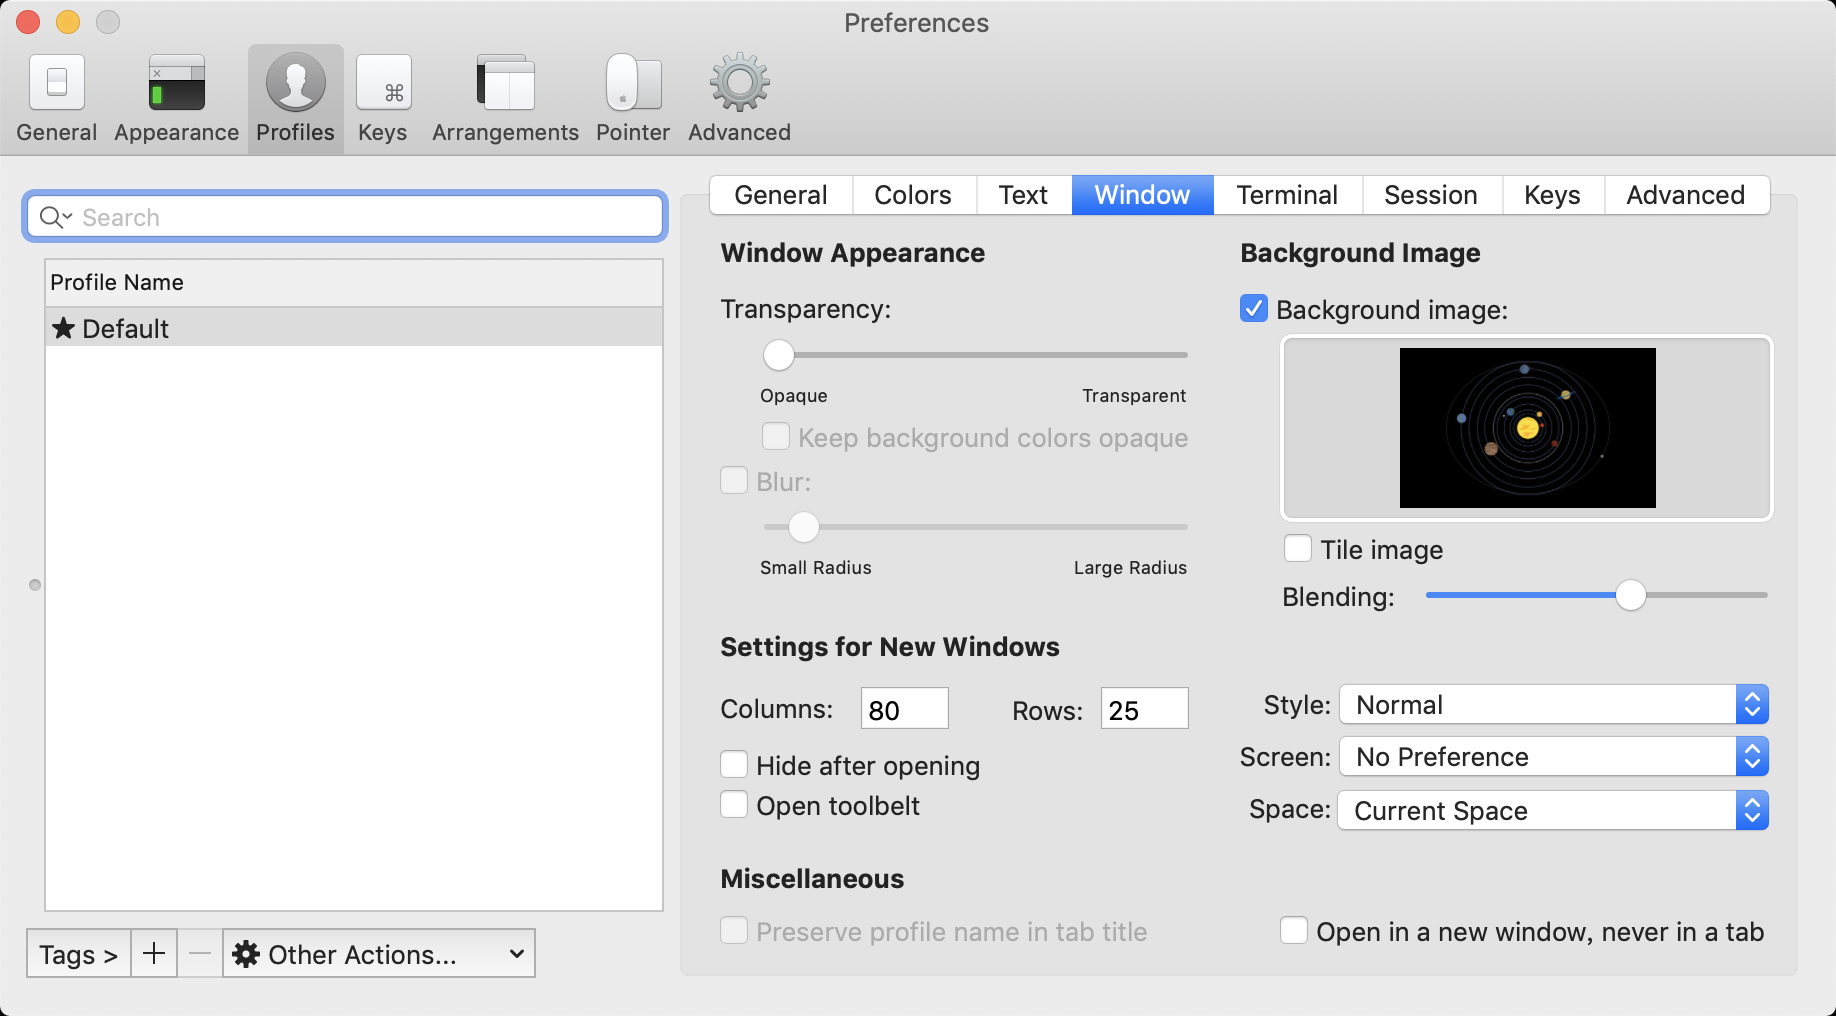 Preferences
General Appearance Profiles Keys Arrangements Pointer Advanced
Search
Profile Name
★ Default
Tags > + — Other Actions...
General Colors Text Window Terminal Session Keys Advanced
Window Appearance
Transparency:
Opaque Transparent
Keep background colors opaque
Blur:
Small Radius Large Radius
Background Image
Background image:
Tile image
Blending:
Settings for New Windows
Columns: 80 Rows: 25
Hide after opening
Open toolbelt
Style: Normal
Screen: No Preference
Space: Current Space
Miscellaneous
Preserve profile name in tab title
Open in a new window, never in a tab